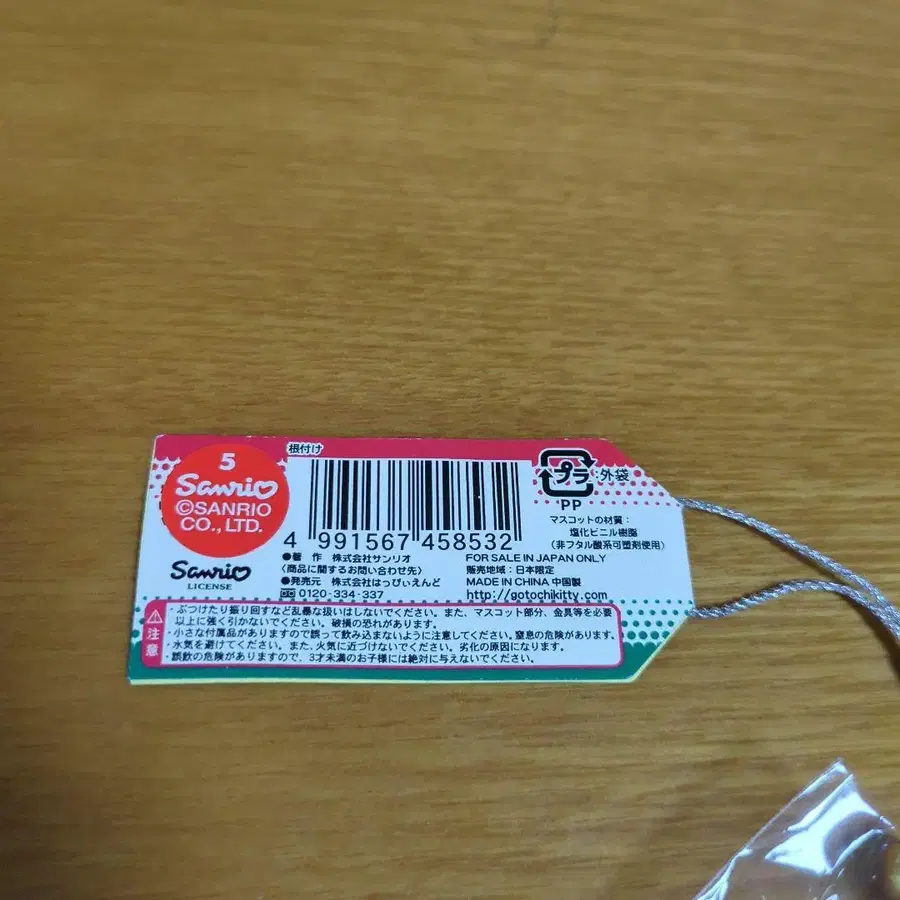 根付け
5
Sanrio
©SANRIO
CO., LTD.
Sanrio
LICENSE
4 991567 458532
●著 作 株式会社サンリオ
〈商品に関するお問い合わせ先〉
●発売元 株式会社はっぴぃえんど
0120-334-337
FOR SALE IN JAPAN ONLY
販売地域：日本限定
MADE IN CHINA 中国製
http://gotochikitty.com
プラ :外袋
PP
マスコットの材質：
塩化ビニル樹脂
（非フタル酸系可塑剤使用）
注意
・ぶつけたり振り回すなど乱暴な扱いはしないでください。また、マスコット部分、金具等を必要
以上に強く引かないでください。破損の恐れがあります。
・小さな付属品がありますので誤って飲み込まないように注意してください。窒息の危険があります。
・水気を避けてください。また、火気に近づけないでください。劣化の原因になります。
・誤飲の危険がありますので、3才未満のお子様には絶対に与えないでください。